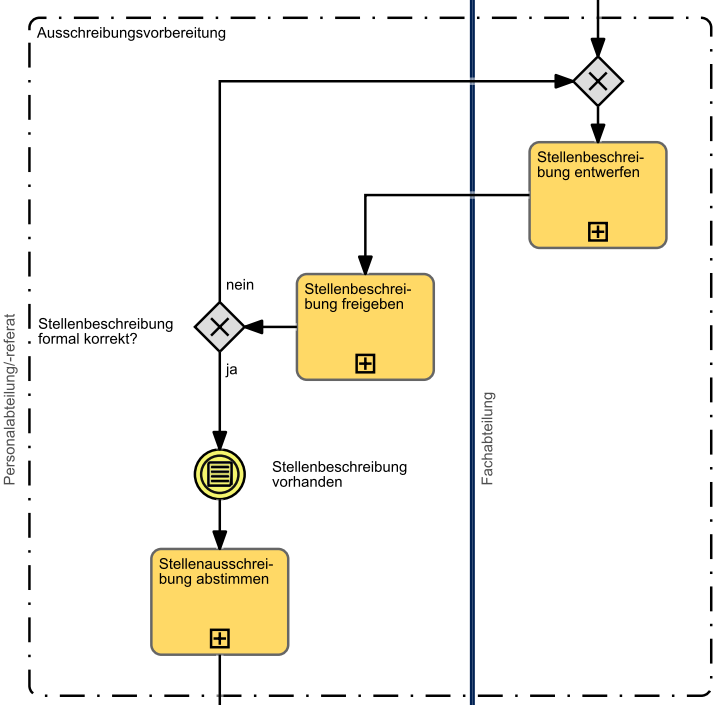 Ausschreibungsvorbereitung
Stellenbeschrei-
bung entwerfen
nein
Stellenbeschrei-
bung freigeben
Stellenbeschreibung
formal korrekt?
ja
Personalabteilung/-referat
Fachabteilung
Stellenbeschreibung
vorhanden
Stellenausschrei-
bung abstimmen